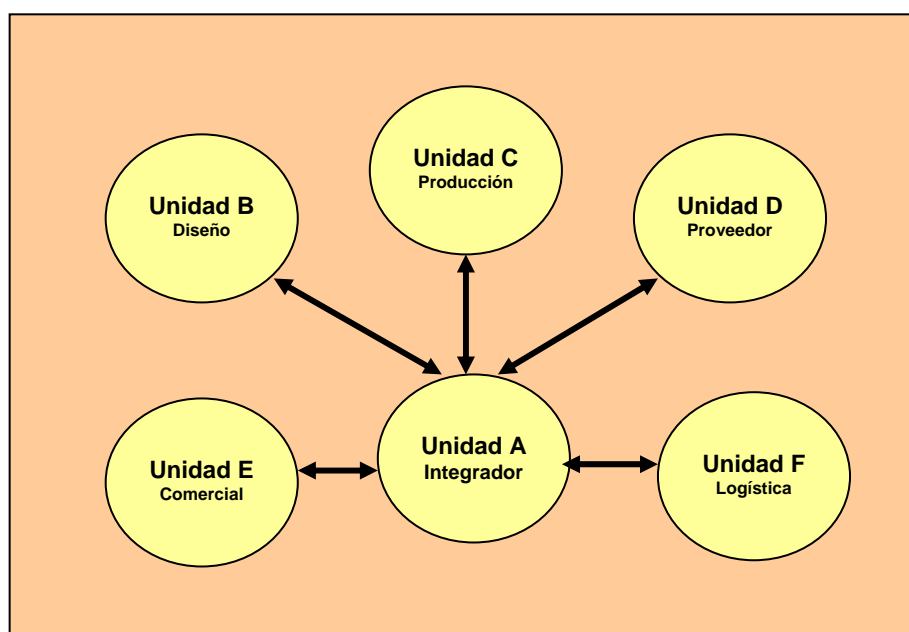 Unidad C
Producción
Unidad B
Diseño
Unidad D
Proveedor
Unidad A
Integrador
Unidad E
Comercial
Unidad F
Logística